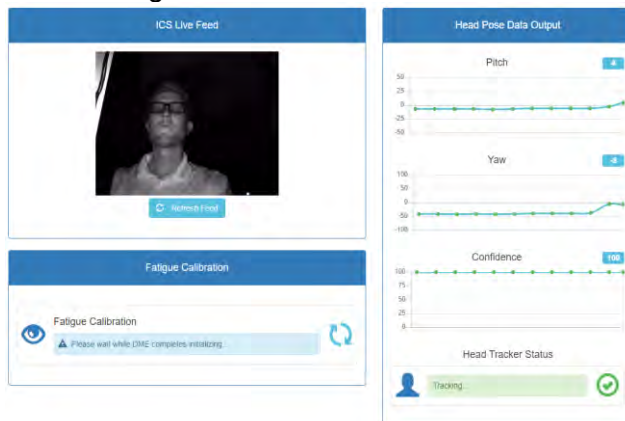 ICS Live Feed
Refresh Feed
Fatigue Calibration
Fatigue Calibration
Please wait while DME completes initializing...
Head Pose Data Output
Pitch
4
50
25
0
-25
-50
Yaw
100
50
0
-50
-100
Confidence
100
100
75
50
25
0
Head Tracker Status
Tracking...